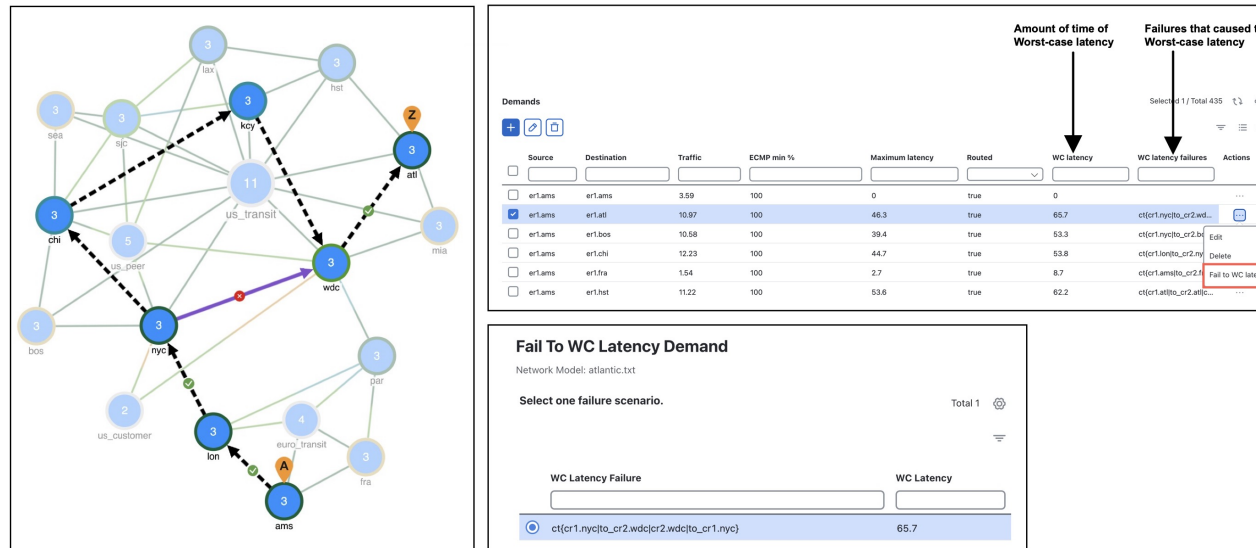 3
lax
3
hst
3
sea
3
sjc
3
kcy
Z
3
atl
11
us_transit
3
chi
5
us_peer
3
mia
3
wdc
3
bos
3
nyc
3
par
2
us_customer
3
lon
4
euro_transit
3
fra
A
3
ams
Amount of time of
Worst-case latency
Failures that caused
Worst-case latency
Demands
Selected 1 / Total 435
Source Destination Traffic ECMP min % Maximum latency Routed WC latency WC latency failures Actions
er1.ams er1.ams 3.59 100 0 true 0 ...
er1.ams er1.atl 10.97 100 46.3 true 65.7 ct{cr1.nyc|to_cr2.wd...
er1.ams er1.bos 10.58 100 39.4 true 53.3 ct{cr1.nyc|to_cr2.bo
er1.ams er1.chi 12.23 100 44.7 true 53.8 ct{cr1.lon|to_cr2.ny
er1.ams er1.fra 1.54 100 2.7 true 8.7 ct{cr1.ams|to_cr2.f
er1.ams er1.hst 11.22 100 53.6 true 62.2 ct{cr1.atl|to_cr2.atl|c... ...
Edit
Delete
Fail to WC late
Fail To WC Latency Demand
Network Model: atlantic.txt
Select one failure scenario.
Total 1
WC Latency Failure WC Latency
ct{cr1.nyc|to_cr2.wdc|cr2.wdc|to_cr1.nyc} 65.7